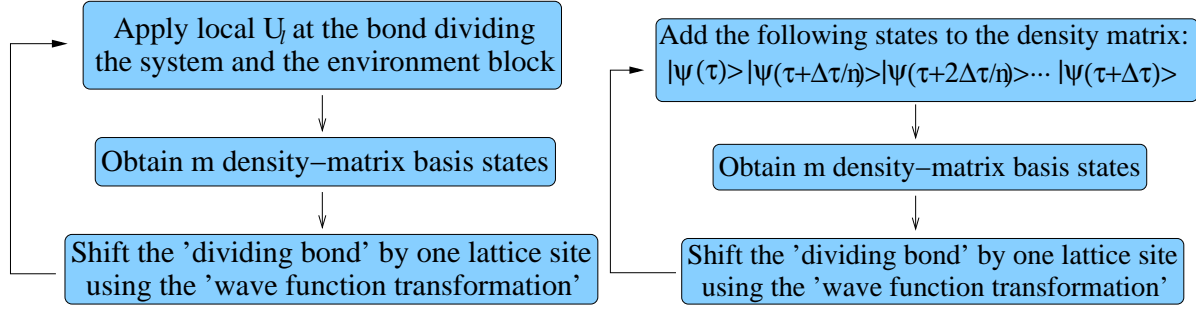 Apply local U_l at the bond dividing
the system and the environment block
Obtain m density−matrix basis states
Shift the ’dividing bond’ by one lattice site
using the ’wave function transformation’
Add the following states to the density matrix:
|ψ(τ)>|ψ(τ+Δτ/n)>|ψ(τ+2Δτ/n)>··· |ψ(τ+Δτ)>
Obtain m density−matrix basis states
Shift the ’dividing bond’ by one lattice site
using the ’wave function transformation’